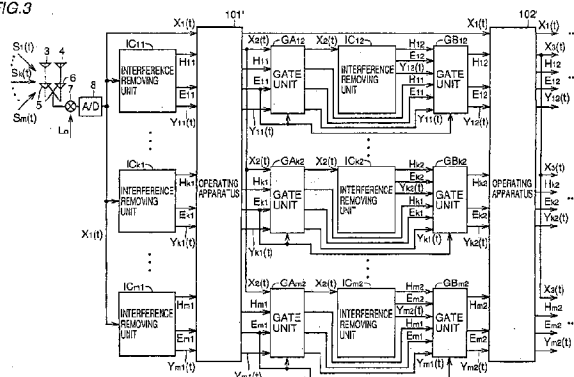 FIG.3
S1(t)
Sk(t)
Sm(t)
3 4
5
6
7
8
A/D
Lo
X1(t)
X1(t)
IC11
INTERFERENCE REMOVING UNIT
H11
E11
Y11(t)
ICk1
INTERFERENCE REMOVING UNIT
Hk1
Ek1
Yk1(t)
ICm1
INTERFERENCE REMOVING UNIT
Hm1
Em1
Ym1(t)
101'
OPERATING APPARATUS
X1(t)
X2(t)
H11
E11
Y11(t)
GA12
GATE UNIT
X2(t)
IC12
INTERFERENCE REMOVING UNIT
H12
E12
Y12(t)
H11
E11
Y11(t)
GB12
GATE UNIT
H12
E12
Y12(t)
X2(t)
Hk1
Ek1
Yk1(t)
GAk2
GATE UNIT
X2(t)
ICk2
INTERFERENCE REMOVING UNIT
Hk2
Ek2
Yk2(t)
Hk1
Ek1
Yk1(t)
GBk2
GATE UNIT
Hk2
Ek2
Yk2(t)
X2(t)
Hm1
Em1
Ym1(t)
GAm2
GATE UNIT
X2(t)
ICm2
INTERFERENCE REMOVING UNIT
Hm2
Em2
Ym2(t)
Hm1
Em1
Ym1(t)
GBm2
GATE UNIT
Hm2
Em2
Ym2(t)
102'
OPERATING APPARATUS
X1(t)
X3(t)
H12
E12
Y12(t)
X3(t)
Hk2
Ek2
Yk2(t)
X3(t)
Hm2
Em2
Ym2(t)